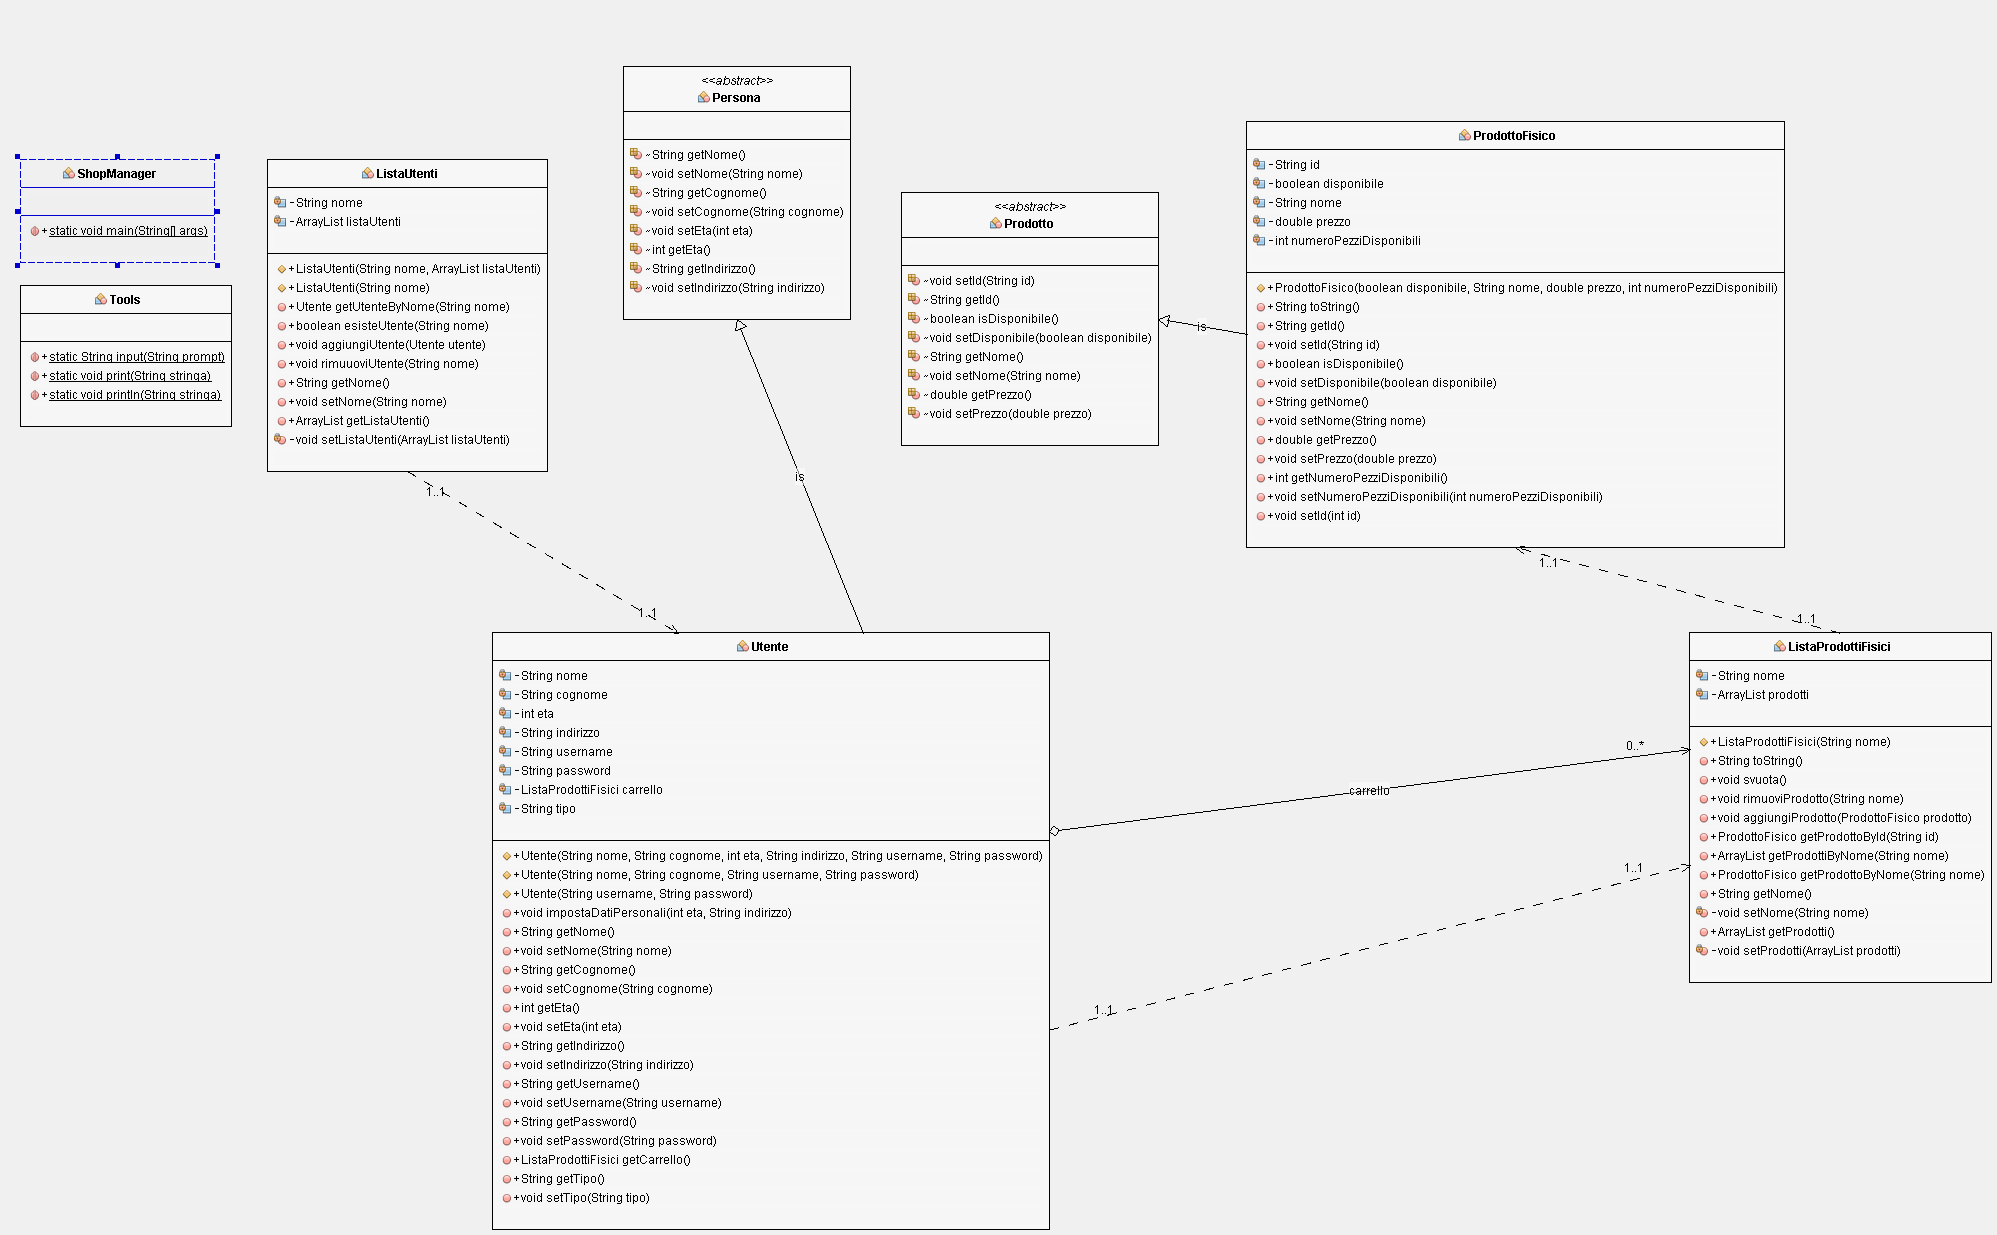 ShopManager
+ static void main(String[] args)
Tools
+ static String input(String prompt)
+ static void print(String stringa)
+ static void println(String stringa)
ListaUtenti
- String nome
- ArrayList listaUtenti
+ ListaUtenti(String nome, ArrayList listaUtenti)
+ ListaUtenti(String nome)
+ Utente getUtenteByNome(String nome)
+ boolean esisteUtente(String nome)
+ void aggiungiUtente(Utente utente)
+ void rimuuoviUtente(String nome)
+ String getNome()
+ void setNome(String nome)
+ ArrayList getListaUtenti()
- void setListaUtenti(ArrayList listaUtenti)
<<abstract>>
Persona
~ String getNome()
~ void setNome(String nome)
~ String getCognome()
~ void setCognome(String cognome)
~ void setEta(int eta)
~ int getEta()
~ String getIndirizzo()
~ void setIndirizzo(String indirizzo)
<<abstract>>
Prodotto
~ void setId(String id)
~ String getId()
~ boolean isDisponibile()
~ void setDisponibile(boolean disponibile)
~ String getNome()
~ void setNome(String nome)
~ double getPrezzo()
~ void setPrezzo(double prezzo)
is
ProdottoFisico
- String id
- boolean disponibile
- String nome
- double prezzo
- int numeroPezziDisponibili
+ ProdottoFisico(boolean disponibile, String nome, double prezzo, int numeroPezziDisponibili)
+ String toString()
+ String getId()
+ void setId(String id)
+ boolean isDisponibile()
+ void setDisponibile(boolean disponibile)
+ String getNome()
+ void setNome(String nome)
+ double getPrezzo()
+ void setPrezzo(double prezzo)
+ int getNumeroPezziDisponibili()
+ void setNumeroPezziDisponibili(int numeroPezziDisponibili)
+ void setId(int id)
is
1..1
1..1
1..1
1..1
Utente
- String nome
- String cognome
- int eta
- String indirizzo
- String username
- String password
- ListaProdottiFisici carrello
- String tipo
+ Utente(String nome, String cognome, int eta, String indirizzo, String username, String password)
+ Utente(String nome, String cognome, String username, String password)
+ Utente(String username, String password)
+ void impostaDatiPersonali(int eta, String indirizzo)
+ String getNome()
+ void setNome(String nome)
+ String getCognome()
+ void setCognome(String cognome)
+ int getEta()
+ void setEta(int eta)
+ String getIndirizzo()
+ void setIndirizzo(String indirizzo)
+ String getUsername()
+ void setUsername(String username)
+ String getPassword()
+ void setPassword(String password)
+ ListaProdottiFisici getCarrello()
+ String getTipo()
+ void setTipo(String tipo)
0..*
carrello
1..1
1..1
ListaProdottiFisici
- String nome
- ArrayList prodotti
+ ListaProdottiFisici(String nome)
+ String toString()
+ void svuota()
+ void rimuoviProdotto(String nome)
+ void aggiungiProdotto(ProdottoFisico prodotto)
+ ProdottoFisico getProdottoById(String id)
+ ArrayList getProdottiByNome(String nome)
+ ProdottoFisico getProdottoByNome(String nome)
+ String getNome()
- void setNome(String nome)
+ ArrayList getProdotti()
- void setProdotti(ArrayList prodotti)